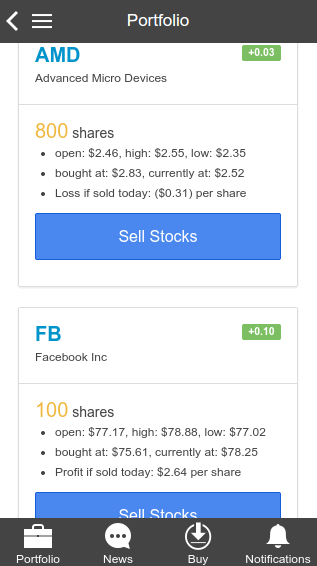 Portfolio
AMD
+0.03
Advanced Micro Devices
800 shares
open: $2.46, high: $2.55, low: $2.35
bought at: $2.83, currently at: $2.52
Loss if sold today: ($0.31) per share
Sell Stocks
FB
+0.10
Facebook Inc
100 shares
open: $77.17, high: $78.88, low: $77.02
bought at: $75.61, currently at: $78.25
Profit if sold today: $2.64 per share
Sell Stocks
Portfolio
News
Buy
Notifications